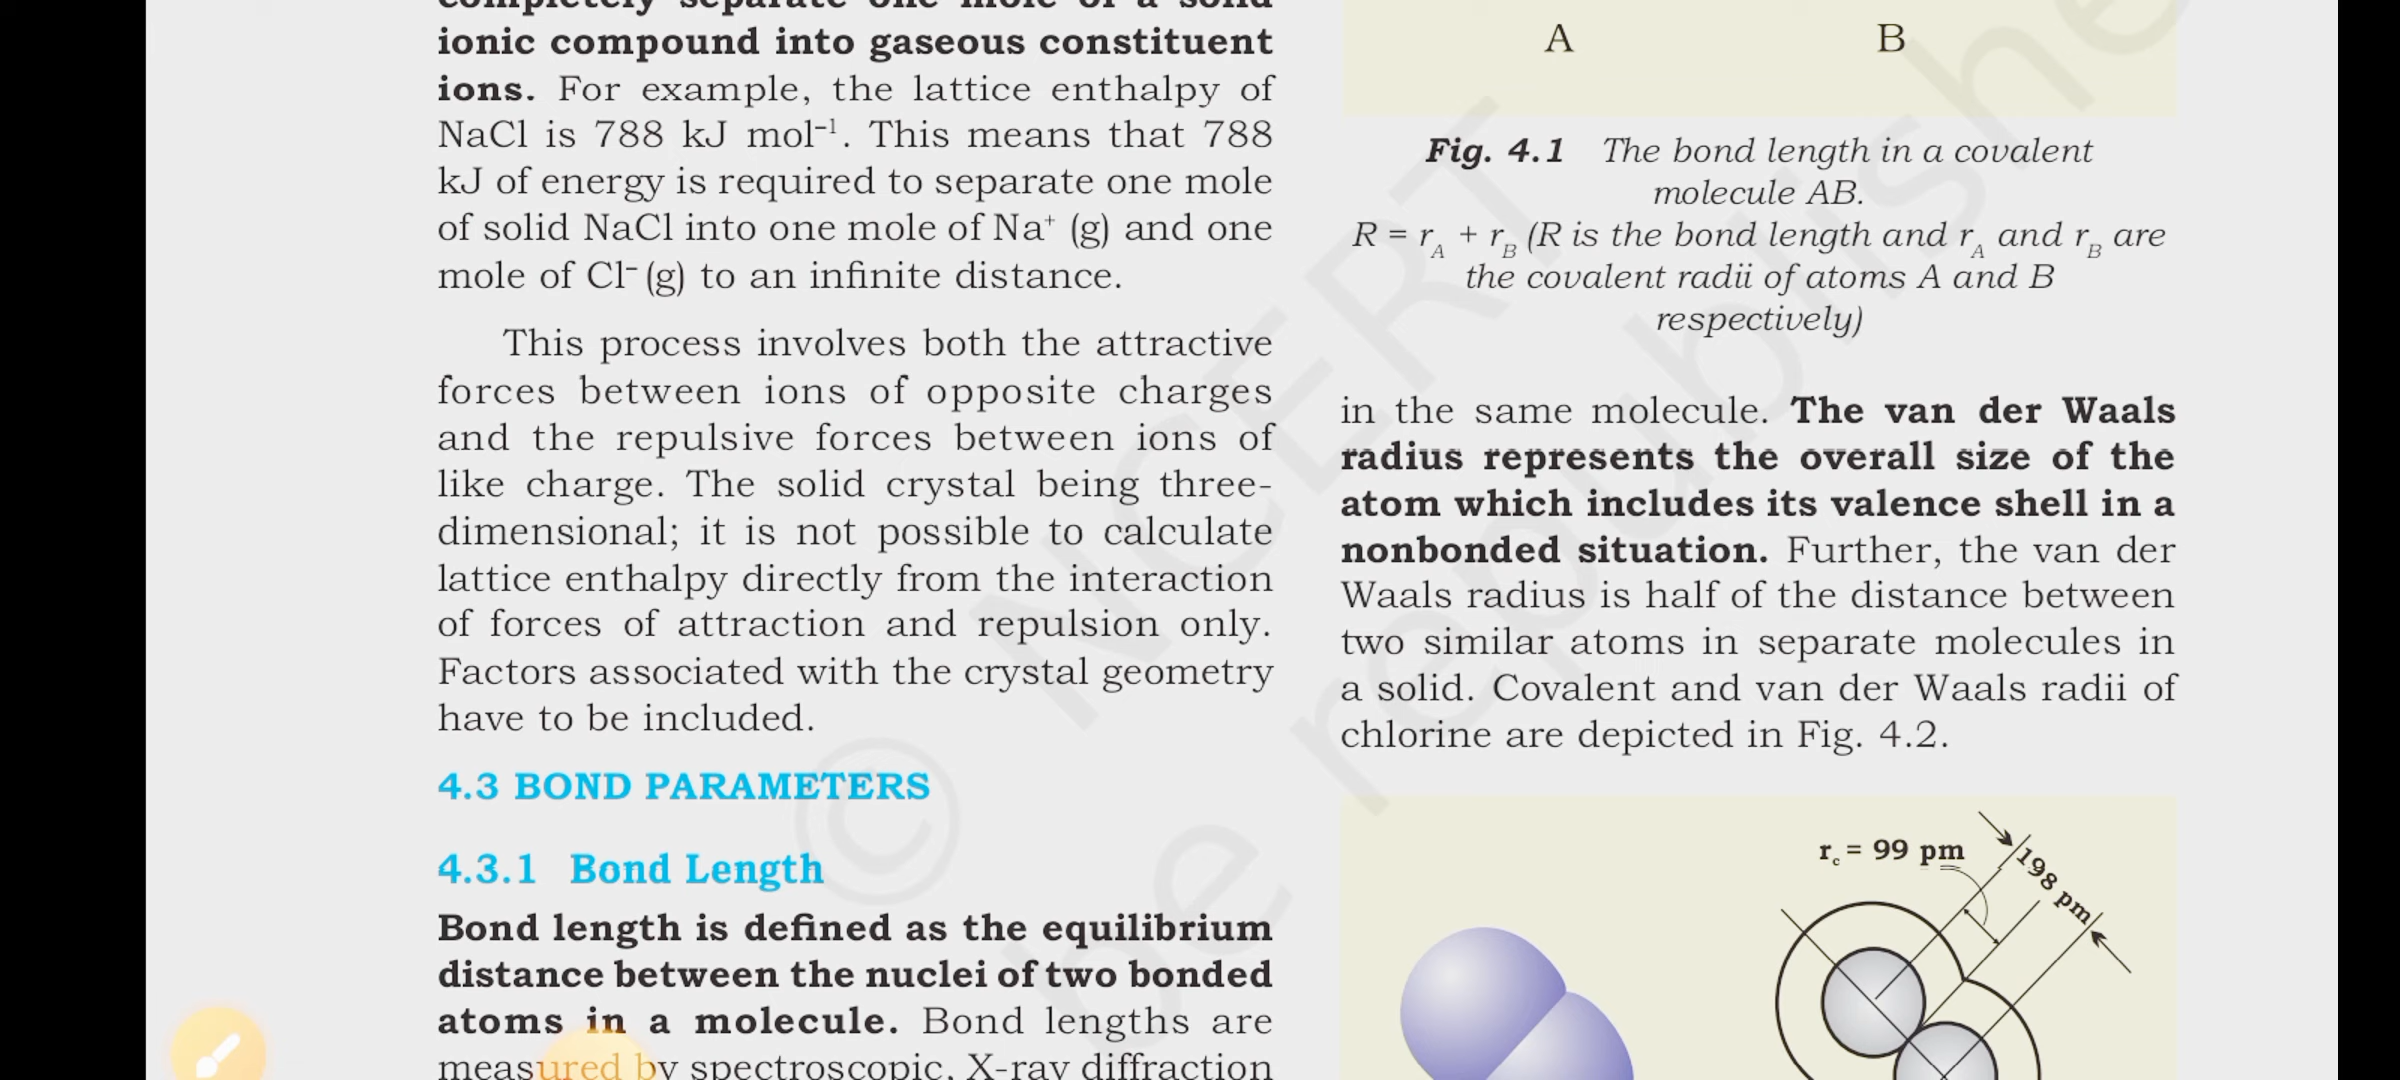 completely separate one mole of a solid
ionic compound into gaseous constituent
ions. For example, the lattice enthalpy of
NaCl is 788 kJ mol⁻¹. This means that 788
kJ of energy is required to separate one mole
of solid NaCl into one mole of Na⁺ (g) and one
mole of Cl⁻ (g) to an infinite distance.
This process involves both the attractive
forces between ions of opposite charges
and the repulsive forces between ions of
like charge. The solid crystal being three-
dimensional; it is not possible to calculate
lattice enthalpy directly from the interaction
of forces of attraction and repulsion only.
Factors associated with the crystal geometry
have to be included.
4.3 BOND PARAMETERS
4.3.1 Bond Length
Bond length is defined as the equilibrium
distance between the nuclei of two bonded
atoms in a molecule. Bond lengths are
measured by spectroscopic, X-ray diffraction
A B
Fig. 4.1 The bond length in a covalent
molecule AB.
R = r_A + r_B (R is the bond length and r_A and r_B are
the covalent radii of atoms A and B
respectively)
in the same molecule. The van der Waals
radius represents the overall size of the
atom which includes its valence shell in a
nonbonded situation. Further, the van der
Waals radius is half of the distance between
two similar atoms in separate molecules in
a solid. Covalent and van der Waals radii of
chlorine are depicted in Fig. 4.2.
r_c = 99 pm
198 pm
© NCERT
be republishe